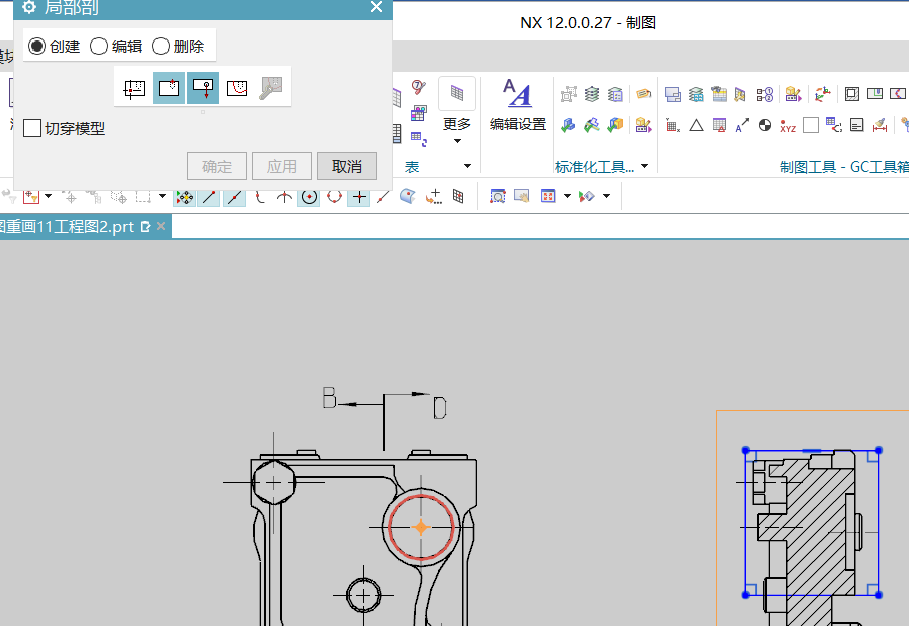 局部剖
NX 12.0.0.27 - 制图
创建 编辑 删除
切穿模型
更多
编辑设置
XYZ
确定 应用 取消
表
标准化工具...
制图工具 - GC工具箱
重画11工程图2.prt
B
D